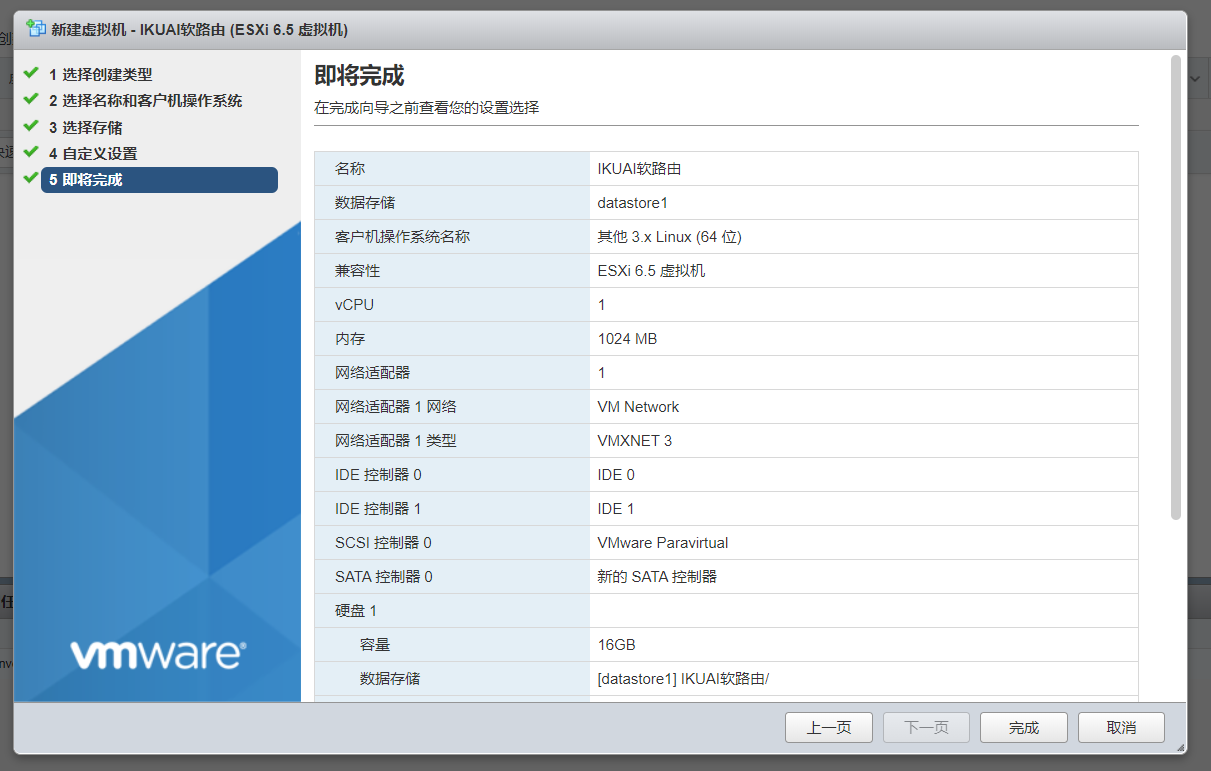 新建虚拟机 - IKUAI软路由 (ESXi 6.5 虚拟机)
1 选择创建类型
2 选择名称和客户机操作系统
3 选择存储
4 自定义设置
5 即将完成
即将完成
在完成向导之前查看您的设置选择
名称 IKUAI软路由
数据存储 datastore1
客户机操作系统名称 其他 3.x Linux (64 位)
兼容性 ESXi 6.5 虚拟机
vCPU 1
内存 1024 MB
网络适配器 1
网络适配器 1 网络 VM Network
网络适配器 1 类型 VMXNET 3
IDE 控制器 0 IDE 0
IDE 控制器 1 IDE 1
SCSI 控制器 0 VMware Paravirtual
SATA 控制器 0 新的 SATA 控制器
硬盘 1
容量 16GB
数据存储 [datastore1] IKUAI软路由/
vmware®
上一页 下一页 完成 取消